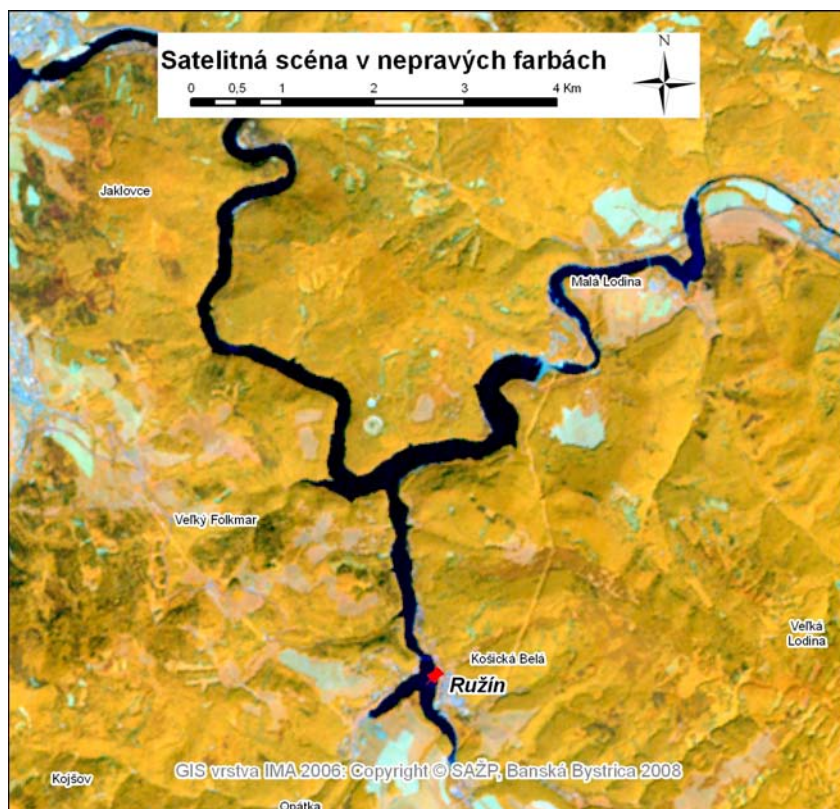 N
Satelitná scéna v nepravých farbách
0 0,5 1 2 3 4 Km
Jaklovce
Malá Lodina
Veľký Folkmar
Veľká
Lodina
Košická Belá
Ružín
GIS vrstva IMA 2006: Copyright © SAŽP, Banská Bystrica 2008
Kojšov
Opátka